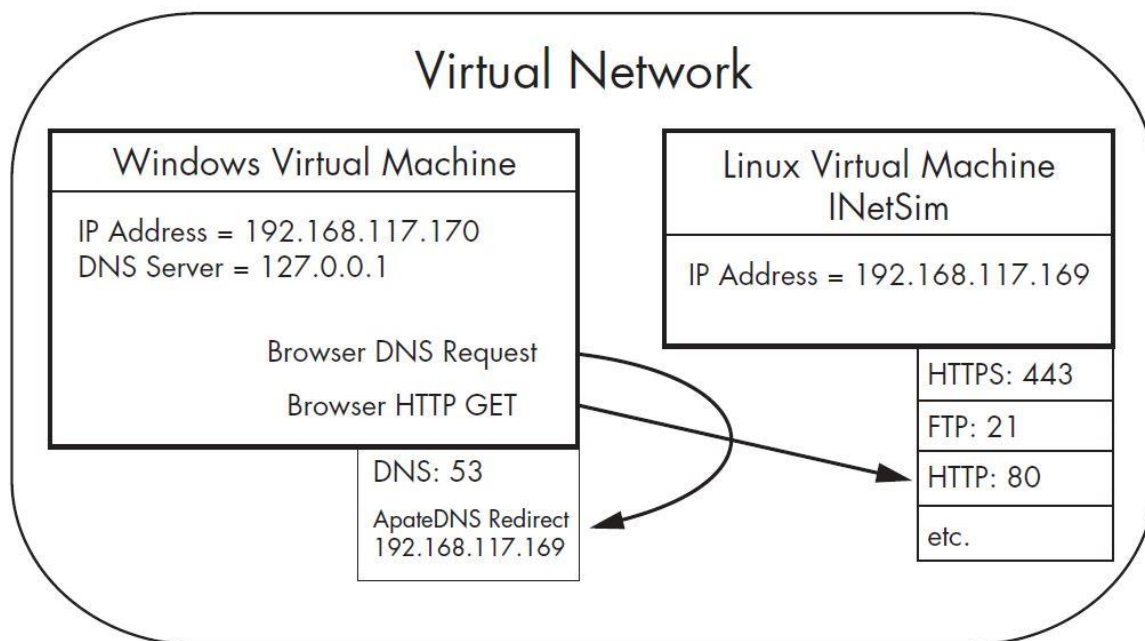 Virtual Network
Windows Virtual Machine
IP Address = 192.168.117.170
DNS Server = 127.0.0.1
Browser DNS Request
Browser HTTP GET
DNS: 53
ApateDNS Redirect
192.168.117.169
Linux Virtual Machine
INetSim
IP Address = 192.168.117.169
HTTPS: 443
FTP: 21
HTTP: 80
etc.